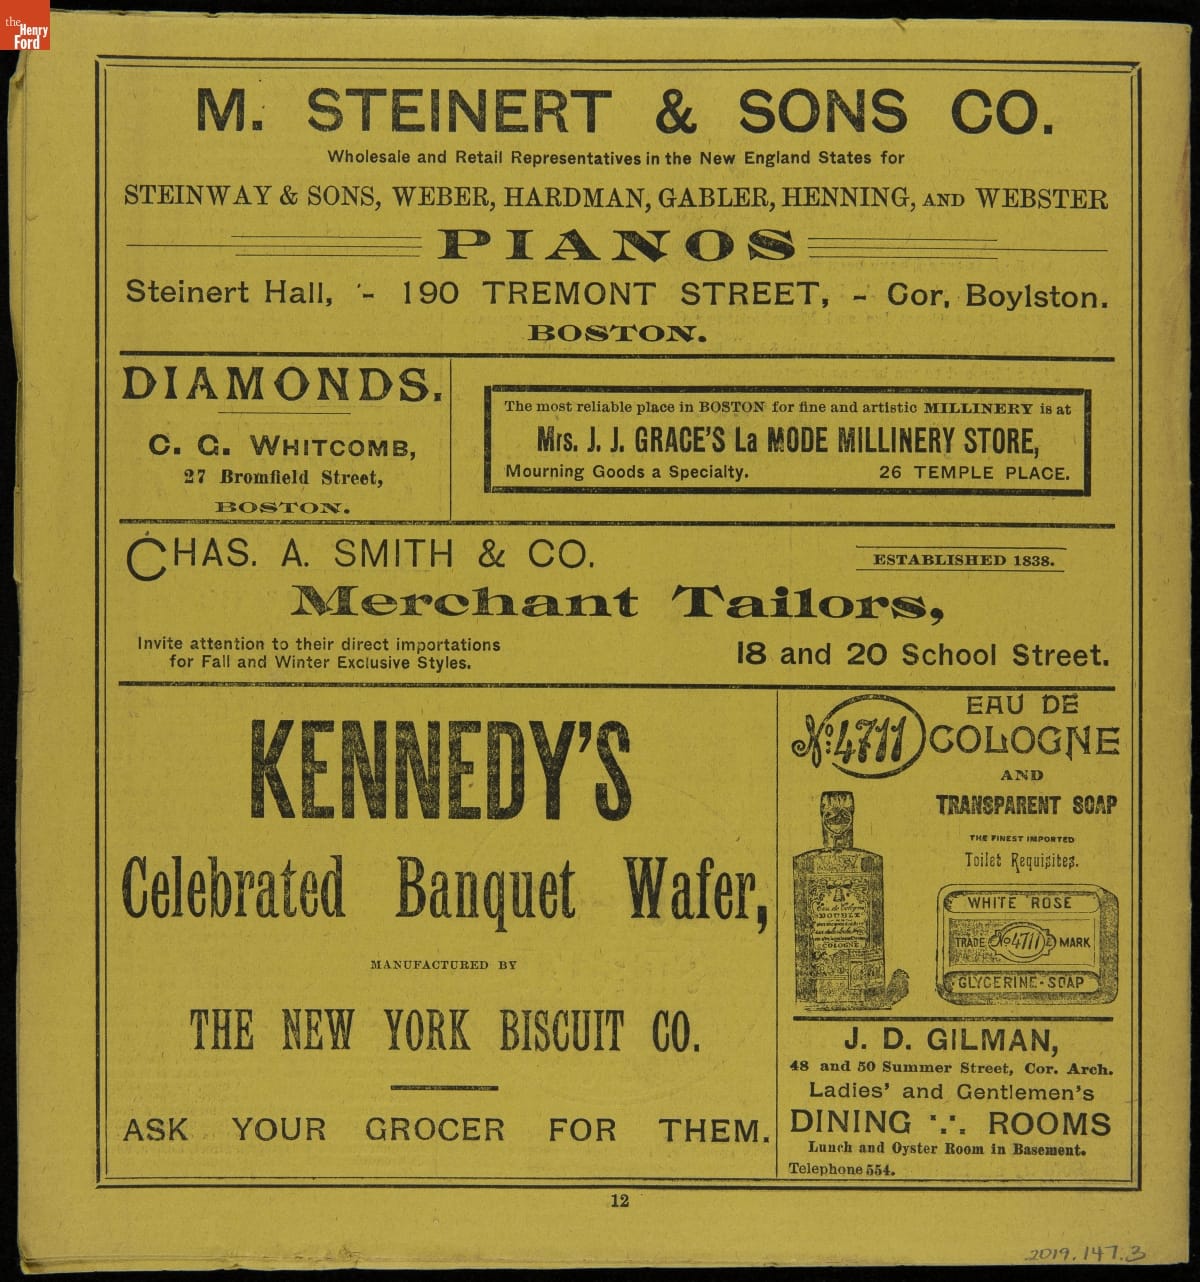 the
Henry
Ford
M. STEINERT & SONS CO.
Wholesale and Retail Representatives in the New England States for
STEINWAY & SONS, WEBER, HARDMAN, GABLER, HENNING, AND WEBSTER
PIANOS
Steinert Hall, - 190 TREMONT STREET, - Cor. Boylston.
BOSTON.
DIAMONDS.
C. C. WHITCOMB,
27 Bromfield Street,
BOSTON.
The most reliable place in BOSTON for fine and artistic MILLINERY is at
Mrs. J. J. GRACE'S La MODE MILLINERY STORE,
Mourning Goods a Specialty. 26 TEMPLE PLACE.
CHAS. A. SMITH & CO.
ESTABLISHED 1838.
Merchant Tailors,
Invite attention to their direct importations
for Fall and Winter Exclusive Styles.
18 and 20 School Street.
KENNEDY'S
Celebrated Banquet Wafer,
MANUFACTURED BY
THE NEW YORK BISCUIT CO.
ASK YOUR GROCER FOR THEM.
No. 4711
EAU DE
COLOGNE
AND
TRANSPARENT SOAP
THE FINEST IMPORTED
Toilet Requisites.
Eau de Cologne
DOUBLE
COLOGNE
WHITE ROSE
TRADE No 4711 MARK
GLYCERINE-SOAP
J. D. GILMAN,
48 and 50 Summer Street, Cor. Arch.
Ladies' and Gentlemen's
DINING ROOMS
Lunch and Oyster Room in Basement.
Telephone 554.
12
2019.147.3